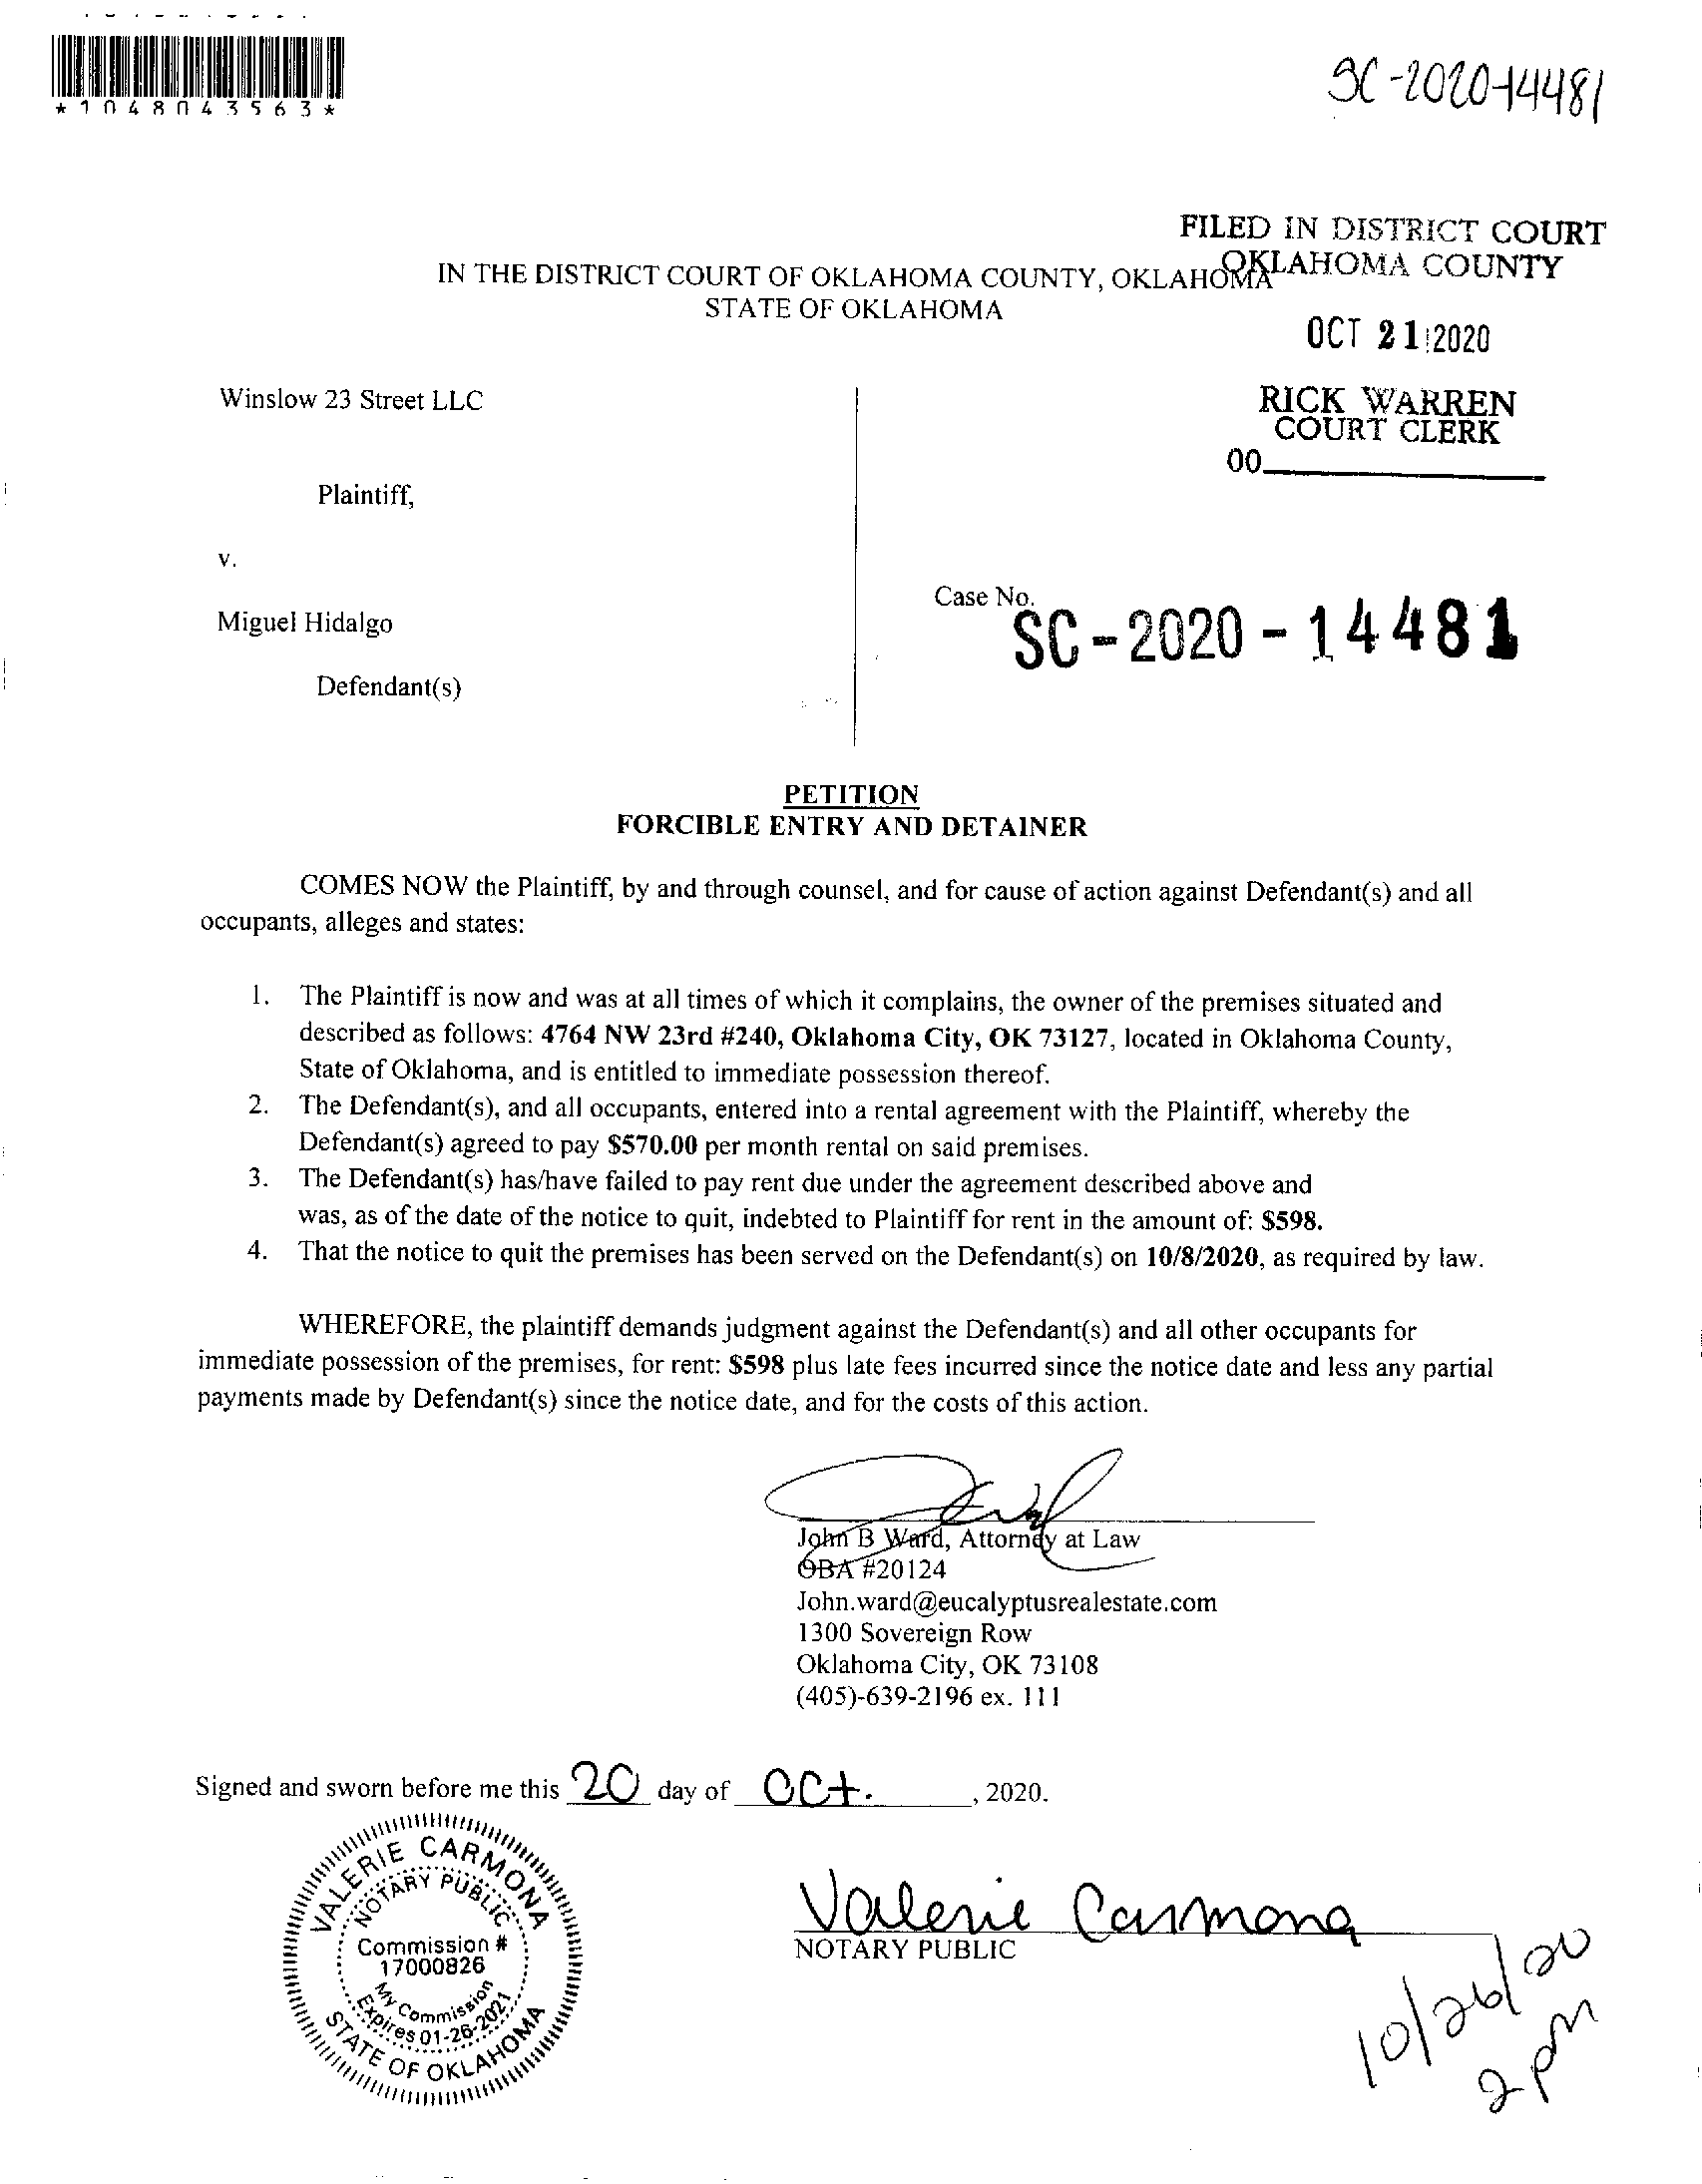 *1048043563*
SC-2020-14481
FILED IN DISTRICT COURT
OKLAHOMA COUNTY
IN THE DISTRICT COURT OF OKLAHOMA COUNTY, OKLAHOMA
STATE OF OKLAHOMA
OCT 21 2020
RICK WARREN
COURT CLERK
00
Winslow 23 Street LLC
Plaintiff,
v.
Miguel Hidalgo
Defendant(s)
Case No.
SC-2020-14481
PETITION
FORCIBLE ENTRY AND DETAINER
COMES NOW the Plaintiff, by and through counsel, and for cause of action against Defendant(s) and all
occupants, alleges and states:
1. The Plaintiff is now and was at all times of which it complains, the owner of the premises situated and
described as follows: 4764 NW 23rd #240, Oklahoma City, OK 73127, located in Oklahoma County,
State of Oklahoma, and is entitled to immediate possession thereof.
2. The Defendant(s), and all occupants, entered into a rental agreement with the Plaintiff, whereby the
Defendant(s) agreed to pay $570.00 per month rental on said premises.
3. The Defendant(s) has/have failed to pay rent due under the agreement described above and
was, as of the date of the notice to quit, indebted to Plaintiff for rent in the amount of: $598.
4. That the notice to quit the premises has been served on the Defendant(s) on 10/8/2020, as required by law.
WHEREFORE, the plaintiff demands judgment against the Defendant(s) and all other occupants for
immediate possession of the premises, for rent: $598 plus late fees incurred since the notice date and less any partial
payments made by Defendant(s) since the notice date, and for the costs of this action.
John B Ward, Attorney at Law
OBA #20124
John.ward@eucalyptusrealestate.com
1300 Sovereign Row
Oklahoma City, OK 73108
(405)-639-2196 ex. 111
Signed and sworn before me this 20 day of Oct. , 2020.
VALERIE CARMONA
NOTARY PUBLIC
Commission #
17000826
My Commission
Expires 01-26-2021
STATE OF OKLAHOMA
Valerie Carmona
NOTARY PUBLIC
10/26/20
2 pm